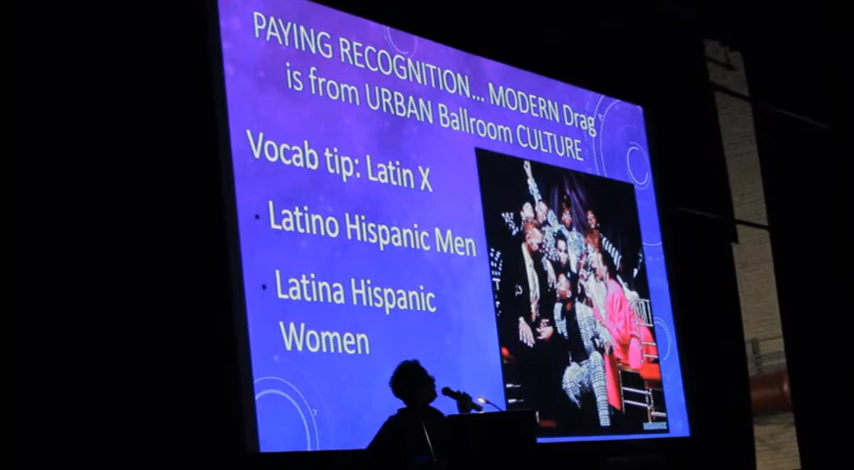 PAYING RECOGNITION... MODERN Drag
is from URBAN Ballroom CULTURE
Vocab tip: Latin X
• Latino Hispanic Men
• Latina Hispanic
Women